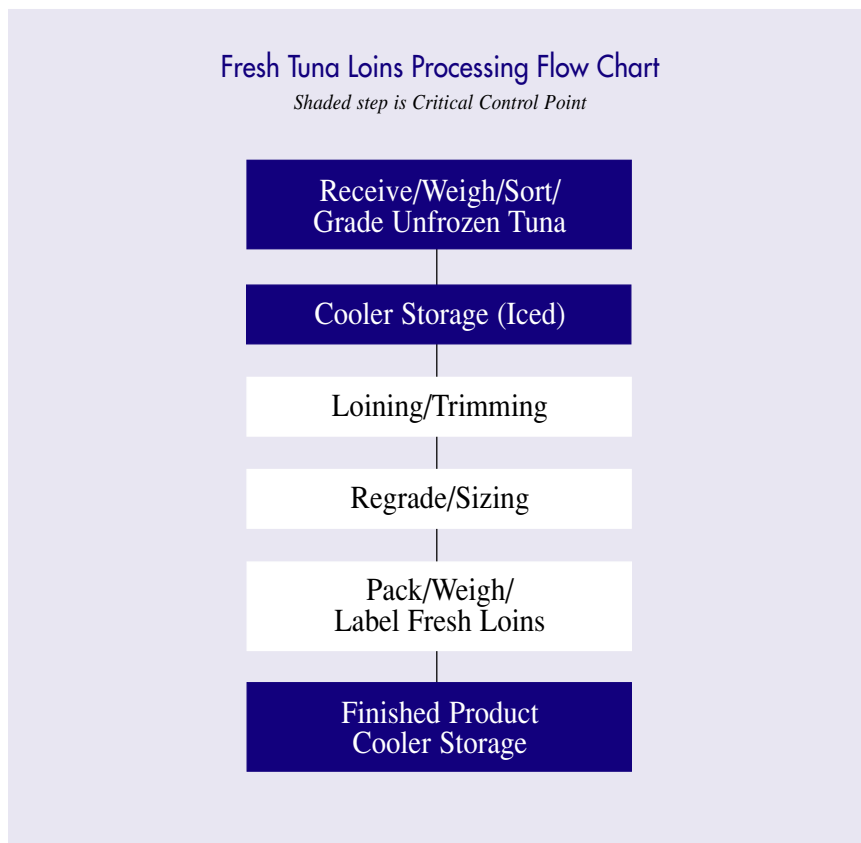 Fresh Tuna Loins Processing Flow Chart
Shaded step is Critical Control Point
Receive/Weigh/Sort/
Grade Unfrozen Tuna
Cooler Storage (Iced)
Loining/Trimming
Regrade/Sizing
Pack/Weigh/
Label Fresh Loins
Finished Product
Cooler Storage